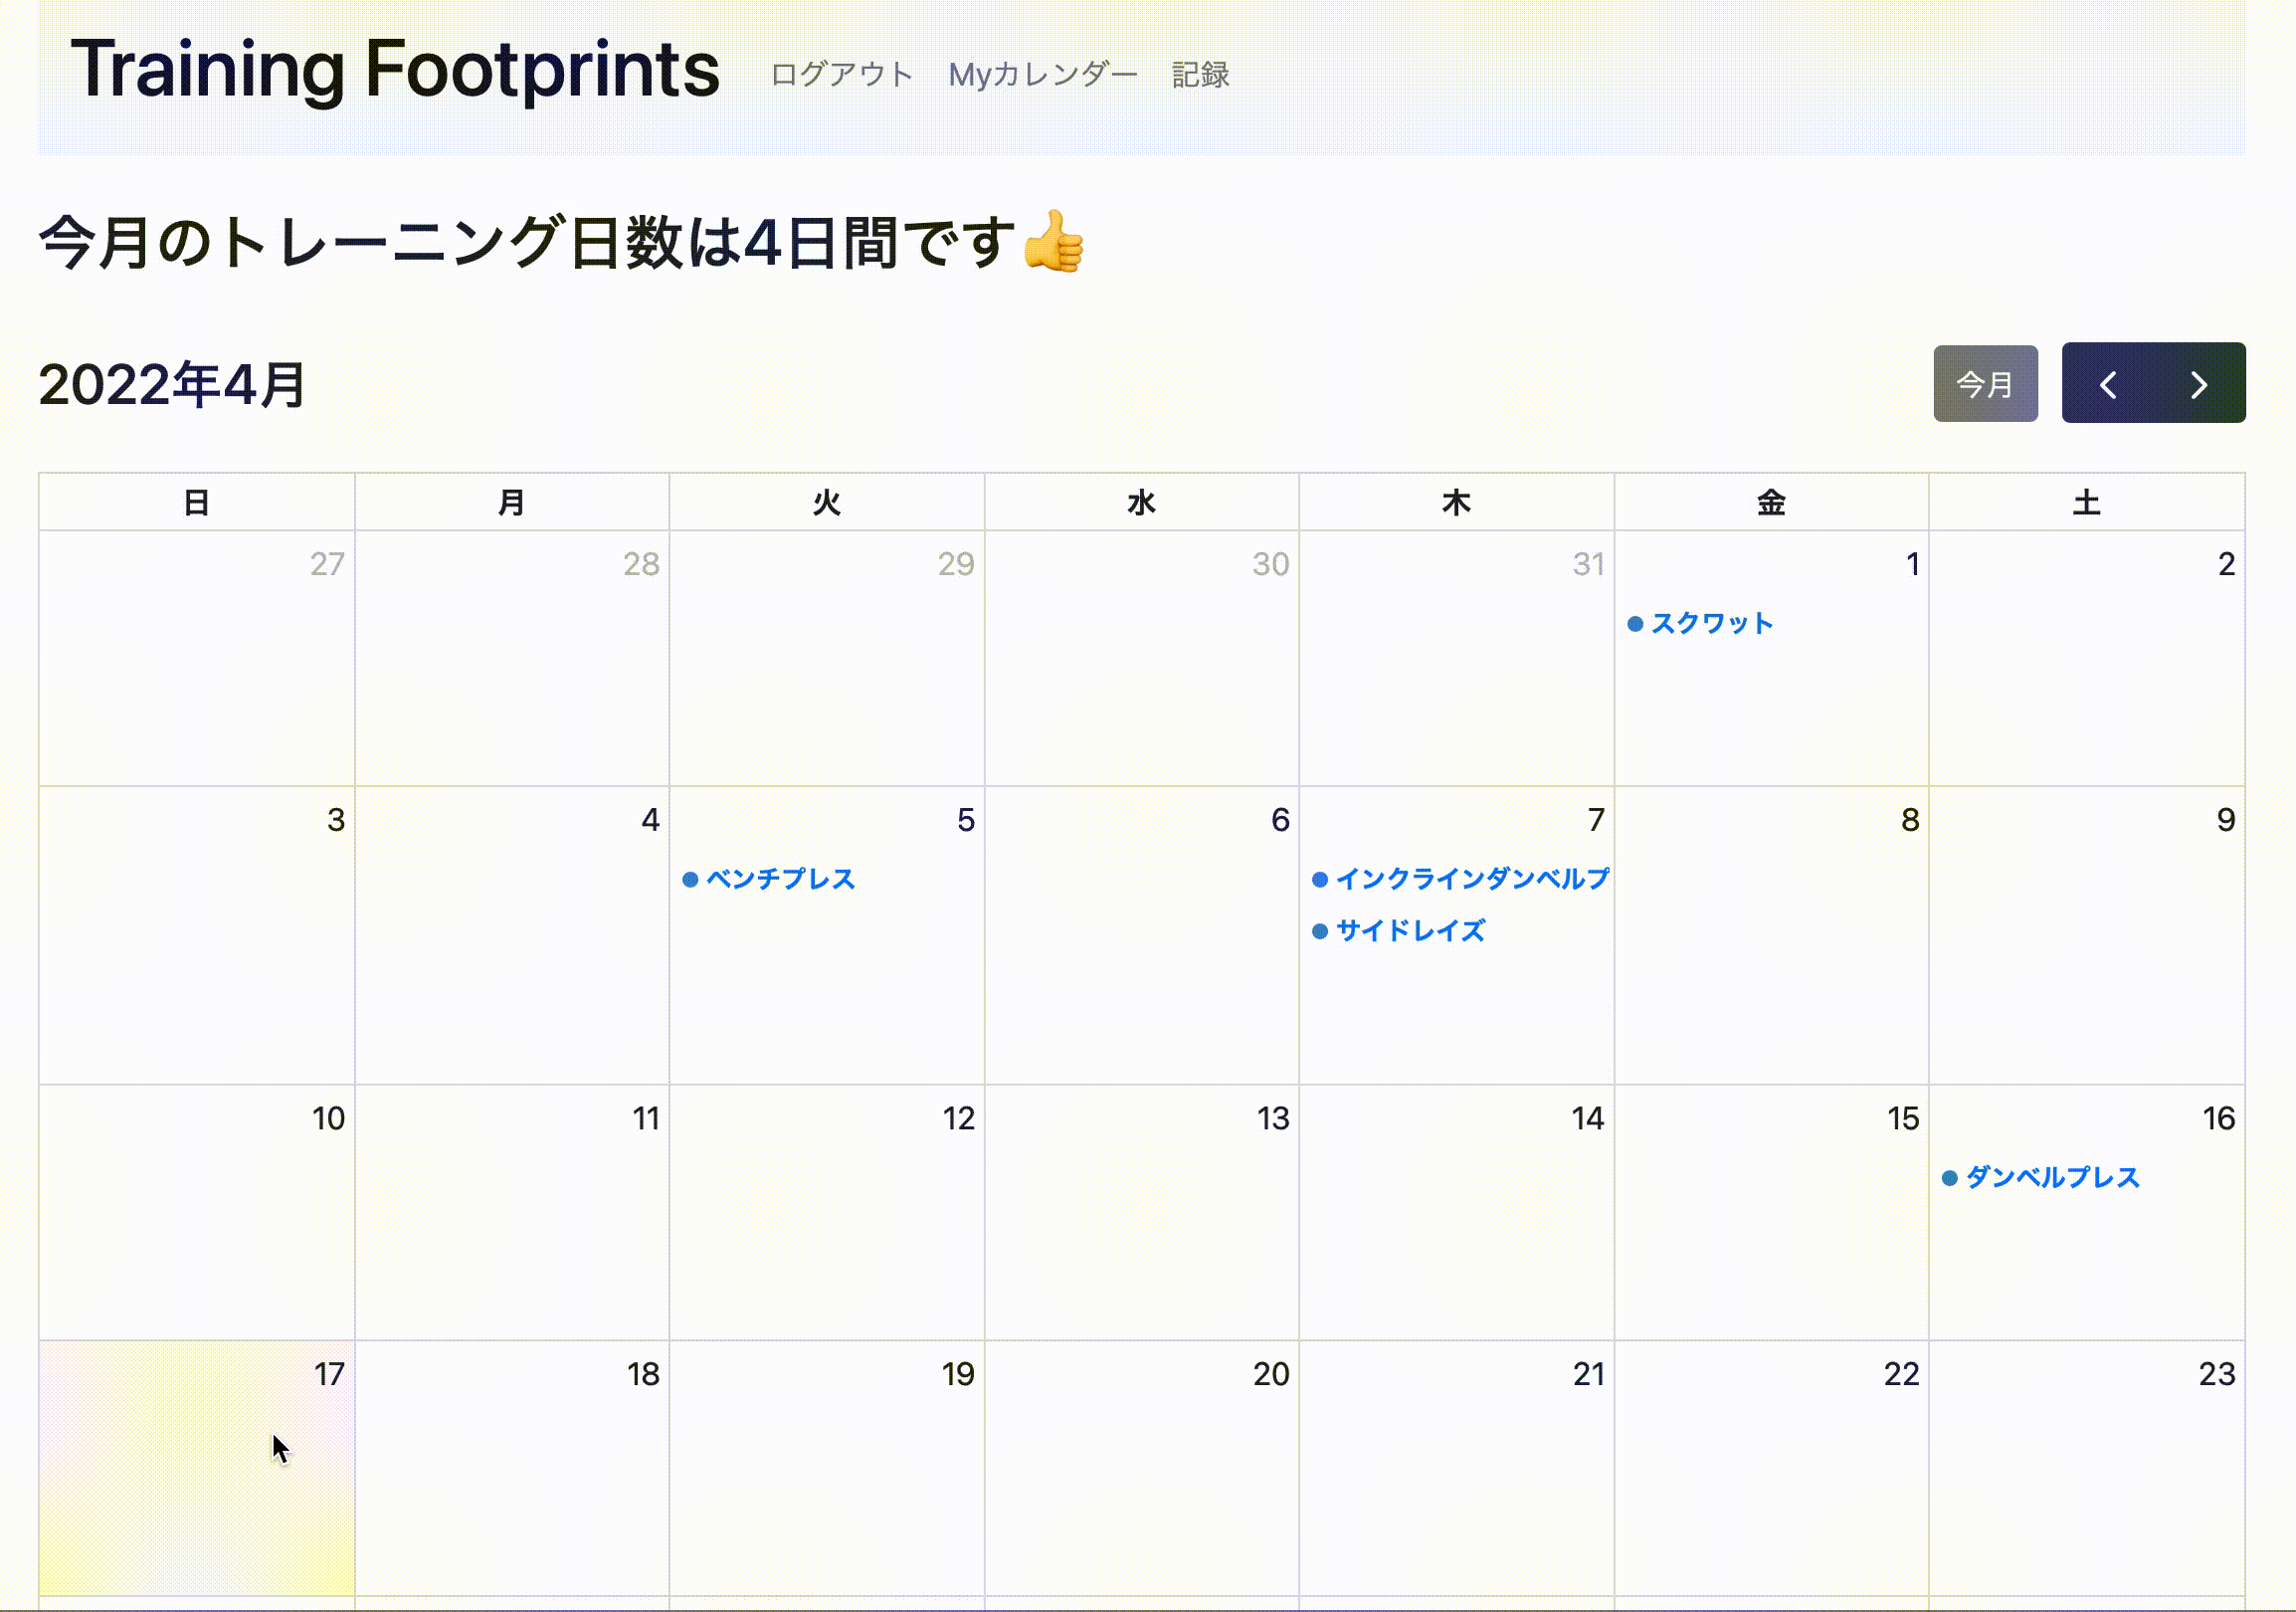 Training Footprints ログアウト Myカレンダー 記録
今月のトレーニング日数は4日間です👍
2022年4月 今月
日 月 火 水 木 金 土
27 28 29 30 31 1 2
スクワット
3 4 5 6 7 8 9
ベンチプレス インクラインダンベルプ
サイドレイズ
10 11 12 13 14 15 16
ダンベルプレス
17 18 19 20 21 22 23